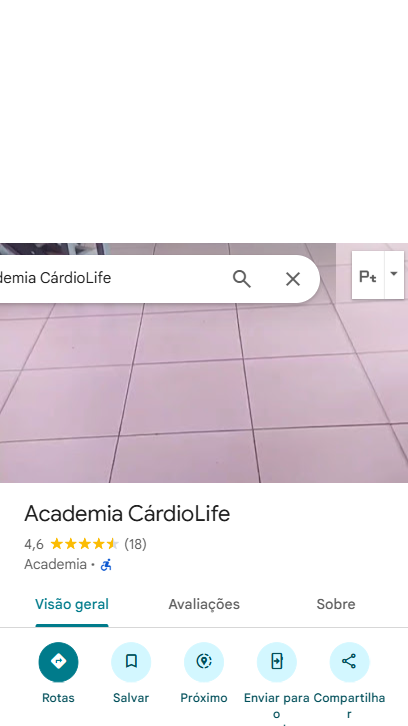 demia CárdioLife
Pt
Academia CárdioLife
4,6 (18)
Academia ·
Visão geral Avaliações Sobre
Rotas Salvar Próximo Enviar para o Compartilhar